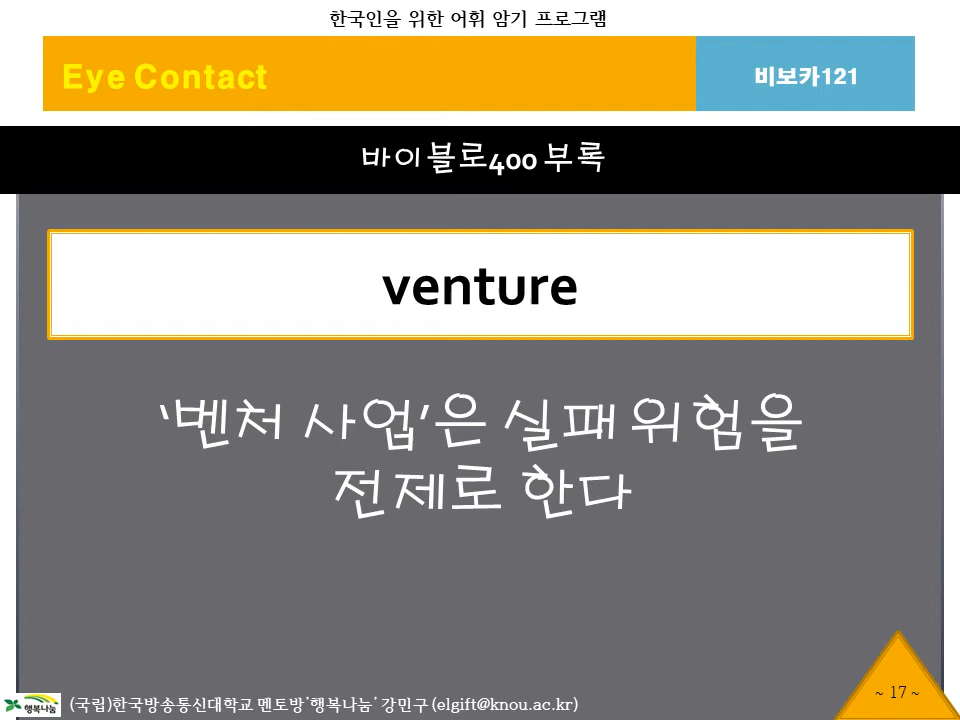 한국인을 위한 어휘 암기 프로그램
Eye Contact
비보카121
바이블로400 부록
venture
‘벤처 사업’은 실패위험을
전제로 한다
~ 17 ~
행복나눔
(국립)한국방송통신대학교 멘토방'행복나눔' 강민구 (elgift@knou.ac.kr)